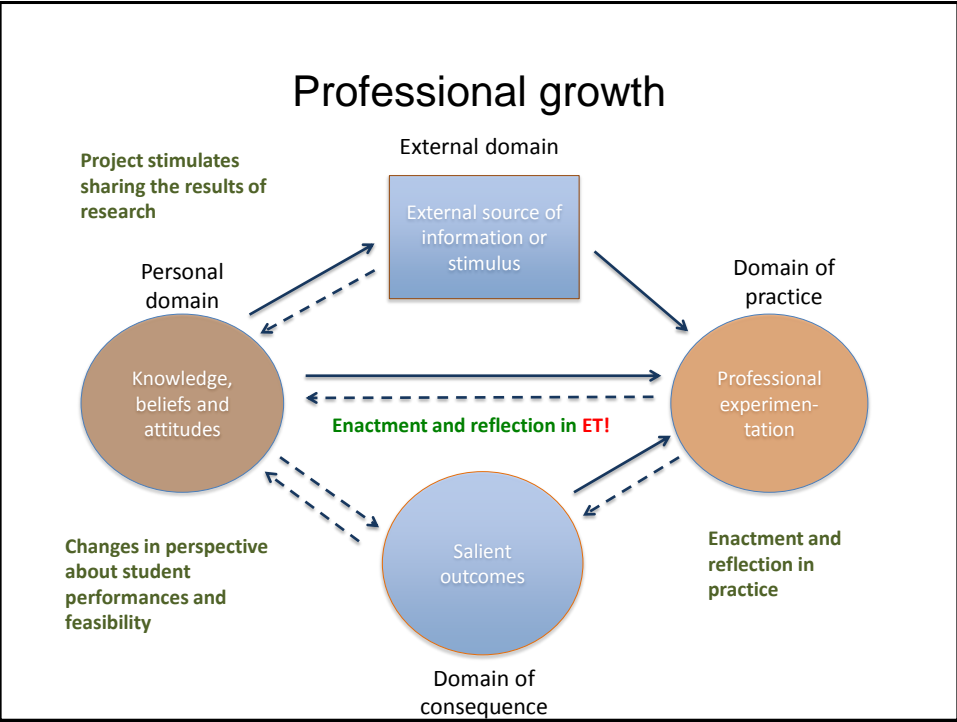 Professional growth
Project stimulates
sharing the results of
research
External domain
External source of
information or
stimulus
Personal
domain
Domain of
practice
Knowledge,
beliefs and
attitudes
Professional
experimen-
tation
Enactment and reflection in ET!
Salient
outcomes
Changes in perspective
about student
performances and
feasibility
Enactment and
reflection in
practice
Domain of
consequence